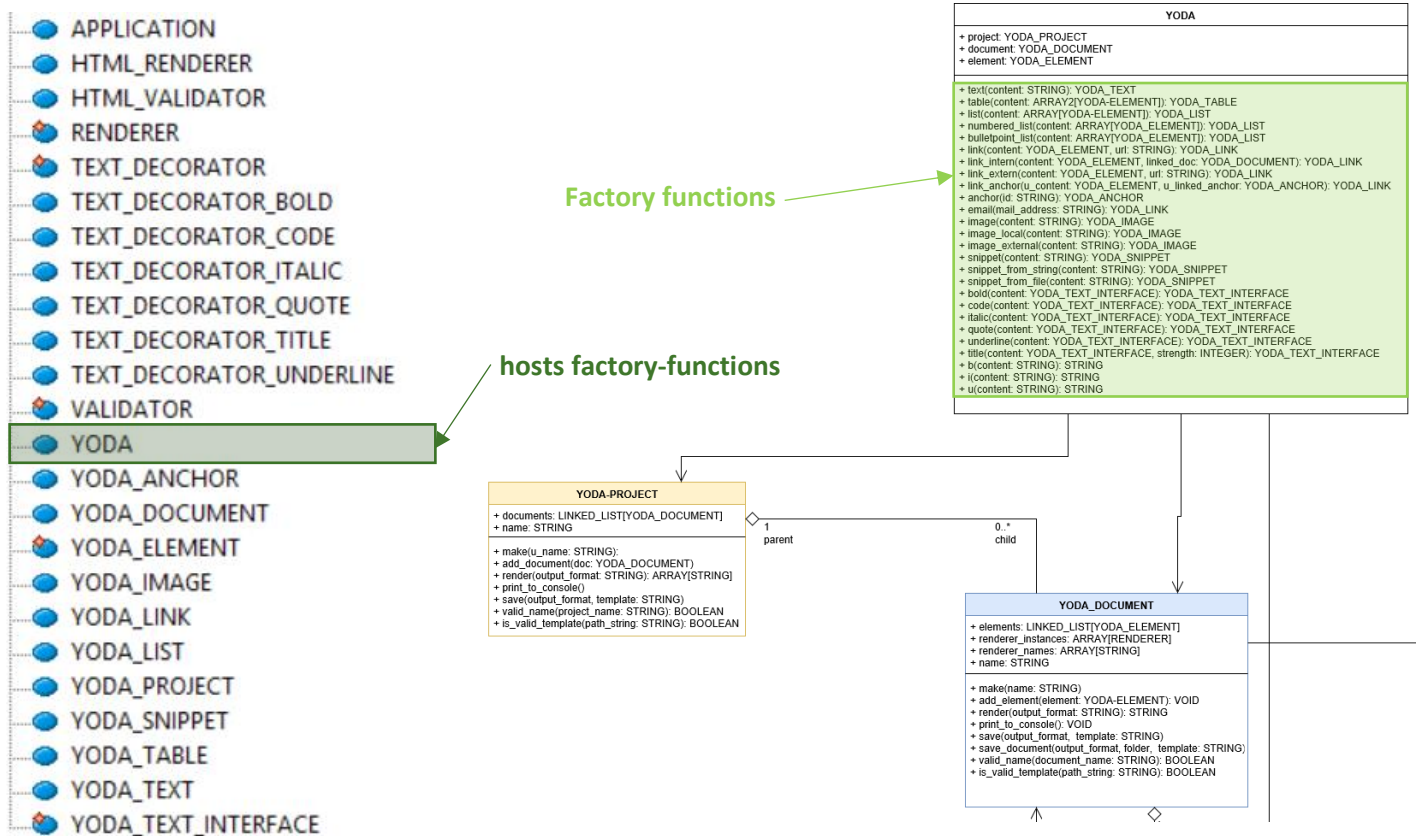 APPLICATION
HTML_RENDERER
HTML_VALIDATOR
RENDERER
TEXT_DECORATOR
TEXT_DECORATOR_BOLD
TEXT_DECORATOR_CODE
TEXT_DECORATOR_ITALIC
TEXT_DECORATOR_QUOTE
TEXT_DECORATOR_TITLE
TEXT_DECORATOR_UNDERLINE
VALIDATOR
YODA
YODA_ANCHOR
YODA_DOCUMENT
YODA_ELEMENT
YODA_IMAGE
YODA_LINK
YODA_LIST
YODA_PROJECT
YODA_SNIPPET
YODA_TABLE
YODA_TEXT
YODA_TEXT_INTERFACE
Factory functions
hosts factory-functions
YODA
+ project: YODA_PROJECT
+ document: YODA_DOCUMENT
+ element: YODA_ELEMENT
+ text(content: STRING): YODA_TEXT
+ table(content: ARRAY2[YODA-ELEMENT]): YODA_TABLE
+ list(content: ARRAY[YODA-ELEMENT]): YODA_LIST
+ numbered_list(content: ARRAY[YODA_ELEMENT]): YODA_LIST
+ bulletpoint_list(content: ARRAY[YODA_ELEMENT]): YODA_LIST
+ link(content: YODA_ELEMENT, url: STRING): YODA_LINK
+ link_intern(content: YODA_ELEMENT, linked_doc: YODA_DOCUMENT): YODA_LINK
+ link_extern(content: YODA_ELEMENT, url: STRING): YODA_LINK
+ link_anchor(u_content: YODA_ELEMENT, u_linked_anchor: YODA_ANCHOR): YODA_LINK
+ anchor(id: STRING): YODA_ANCHOR
+ email(mail_address: STRING): YODA_LINK
+ image(content: STRING): YODA_IMAGE
+ image_local(content: STRING): YODA_IMAGE
+ image_external(content: STRING): YODA_IMAGE
+ snippet(content: STRING): YODA_SNIPPET
+ snippet_from_string(content: STRING): YODA_SNIPPET
+ snippet_from_file(content: STRING): YODA_SNIPPET
+ bold(content: YODA_TEXT_INTERFACE): YODA_TEXT_INTERFACE
+ code(content: YODA_TEXT_INTERFACE): YODA_TEXT_INTERFACE
+ italic(content: YODA_TEXT_INTERFACE): YODA_TEXT_INTERFACE
+ quote(content: YODA_TEXT_INTERFACE): YODA_TEXT_INTERFACE
+ underline(content: YODA_TEXT_INTERFACE): YODA_TEXT_INTERFACE
+ title(content: YODA_TEXT_INTERFACE, strength: INTEGER): YODA_TEXT_INTERFACE
+ b(content: STRING): STRING
+ i(content: STRING): STRING
+ u(content: STRING): STRING
YODA-PROJECT
+ documents: LINKED_LIST[YODA_DOCUMENT]
+ name: STRING
+ make(u_name: STRING):
+ add_document(doc: YODA_DOCUMENT)
+ render(output_format: STRING): ARRAY[STRING]
+ print_to_console()
+ save(output_format, template: STRING)
+ valid_name(project_name: STRING): BOOLEAN
+ is_valid_template(path_string: STRING): BOOLEAN
1
parent
0..*
child
YODA_DOCUMENT
+ elements: LINKED_LIST[YODA_ELEMENT]
+ renderer_instances: ARRAY[RENDERER]
+ renderer_names: ARRAY[STRING]
+ name: STRING
+ make(name: STRING)
+ add_element(element: YODA-ELEMENT): VOID
+ render(output_format: STRING): STRING
+ print_to_console(): VOID
+ save(output_format, template: STRING)
+ save_document(output_format, folder, template: STRING)
+ valid_name(document_name: STRING): BOOLEAN
+ is_valid_template(path_string: STRING): BOOLEAN